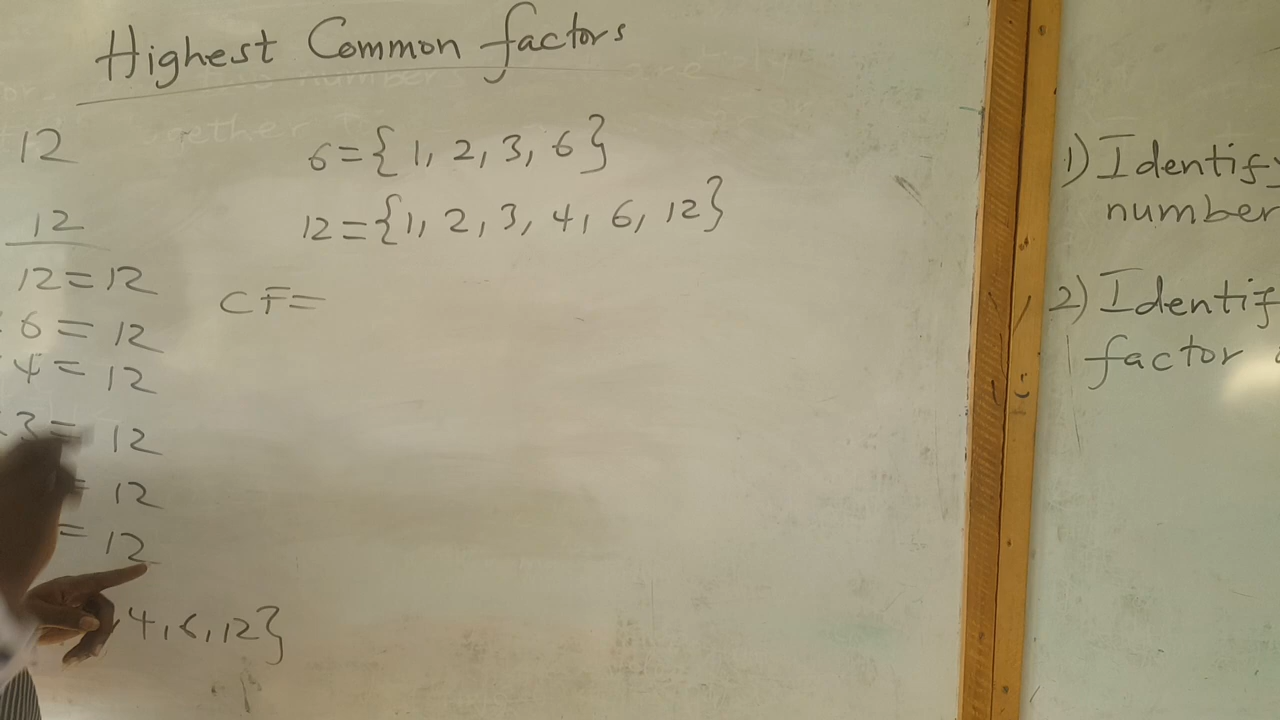 Highest Common factors
12
6={1, 2, 3, 6}
12
12={1, 2, 3, 4, 6, 12}
12=12
CF=
6=12
4=12
3=12
=12
=12
4,6,12}
1) Identify
number
2) Identif
factor